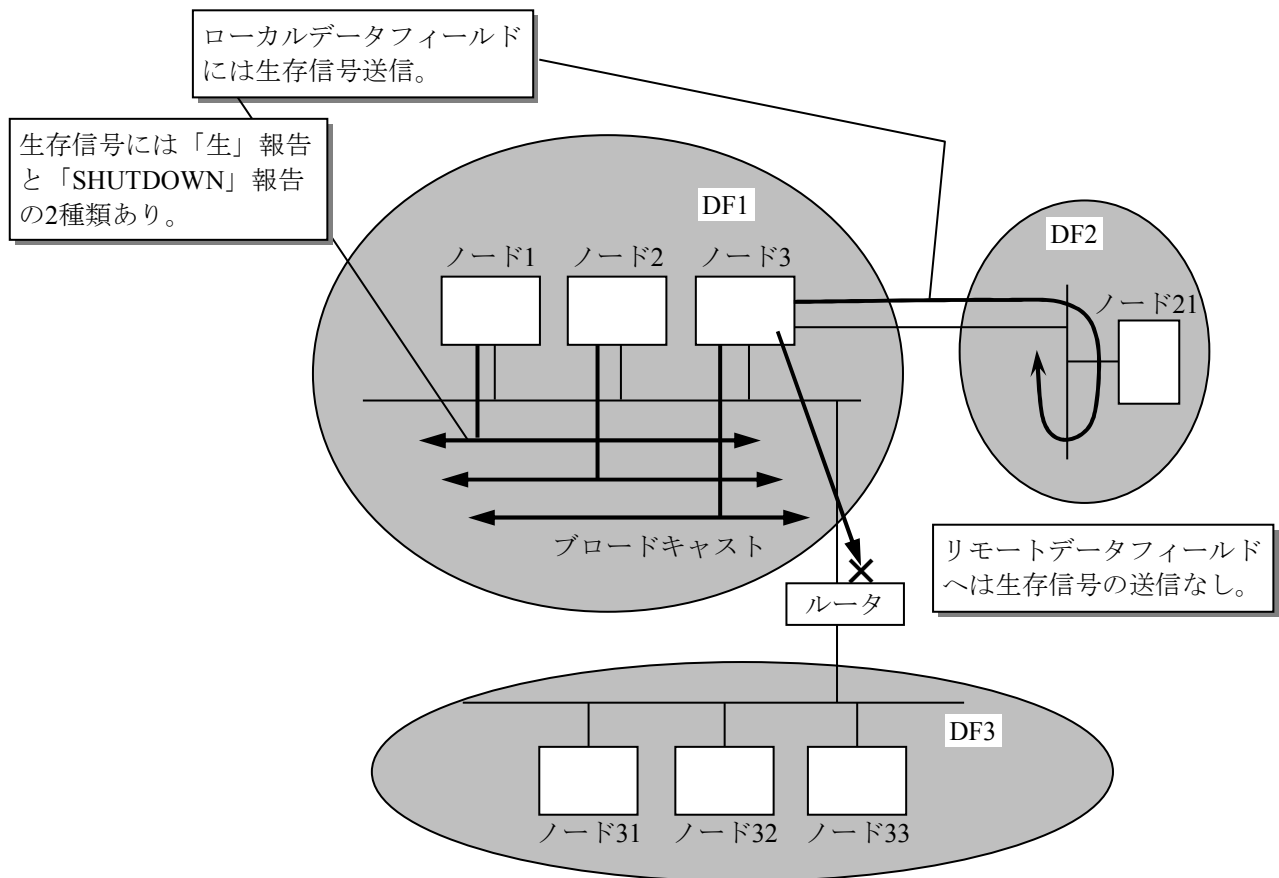 ローカルデータフィールド
には生存信号送信。
生存信号には「生」報告
と「SHUTDOWN」報告
の2種類あり。
DF1
DF2
ノード1
ノード2
ノード3
ノード21
ブロードキャスト
リモートデータフィールド
へは生存信号の送信なし。
ルータ
DF3
ノード31
ノード32
ノード33